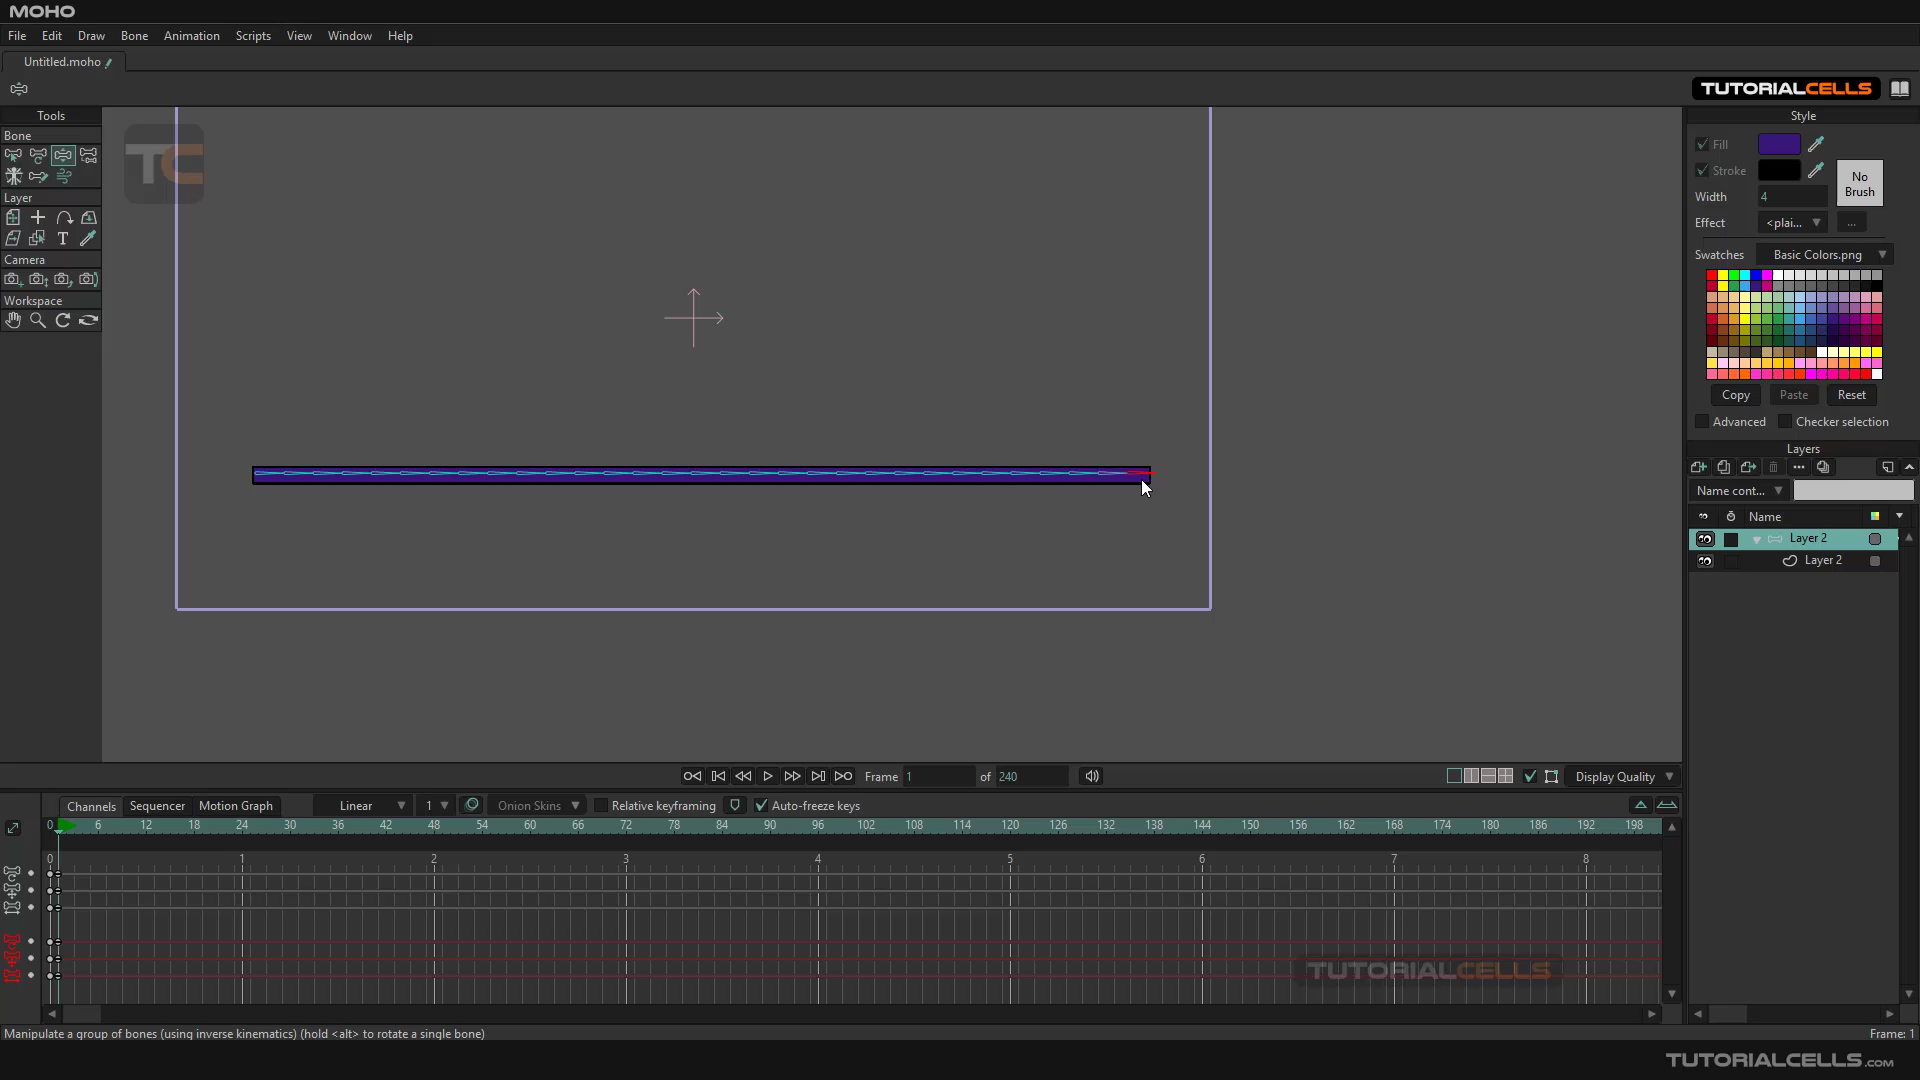 MOHO
File Edit Draw Bone Animation Scripts View Window Help
Untitled.moho
TUTORIALCELLS
Tools
Bone
Layer
T
Camera
Workspace
TC
Style
Fill
Stroke
No Brush
Width 4
Effect <plai... ...
Swatches Basic Colors.png
Copy Paste Reset
Advanced Checker selection
Layers
Name cont...
Name
Layer 2
Layer 2
Frame 1 of 240 Display Quality
Channels Sequencer Motion Graph Linear 1 Onion Skins Relative keyframing Auto-freeze keys
0 6 12 18 24 30 36 42 48 54 60 66 72 78 84 90 96 102 108 114 120 126 132 138 144 150 156 162 168 174 180 186 192 198
0 1 2 3 4 5 6 7 8
TUTORIALCELLS
Manipulate a group of bones (using inverse kinematics) (hold <alt> to rotate a single bone) Frame: 1
TUTORIALCELLS.COM